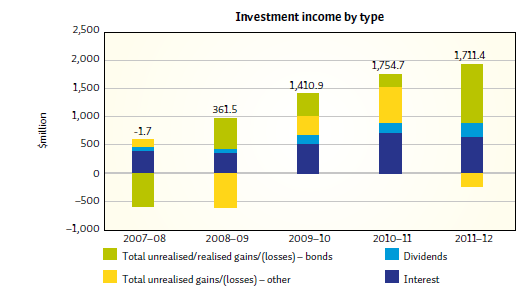 Investment income by type
2,500
2,000
1,500
1,000
500
0
–500
–1,000
$million
-1.7
361.5
1,410.9
1,754.7
1,711.4
2007–08 2008–09 2009–10 2010–11 2011–12
Total unrealised/realised gains/(losses) – bonds Dividends
Total unrealised gains/(losses) – other Interest